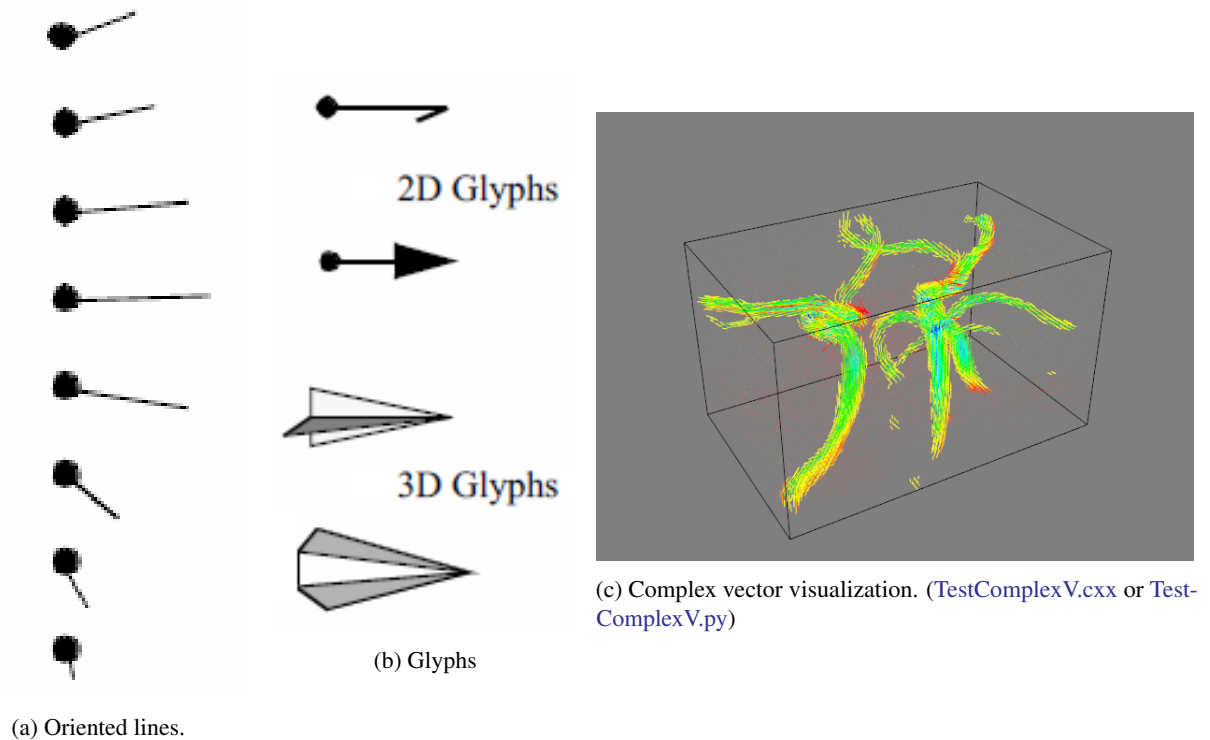 2D Glyphs
3D Glyphs
(a) Oriented lines.
(b) Glyphs
(c) Complex vector visualization. (TestComplexV.cxx or Test-
ComplexV.py)